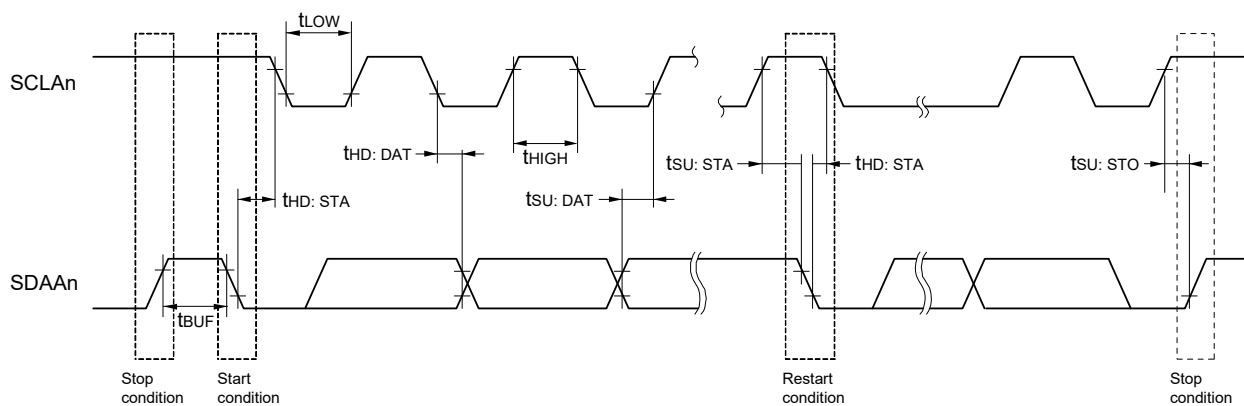 tLOW
SCLAn
tHD: DAT
tHIGH
tSU: STA
tHD: STA
tSU: STO
tHD: STA
tSU: DAT
SDAAn
tBUF
Stop
condition
Start
condition
Restart
condition
Stop
condition